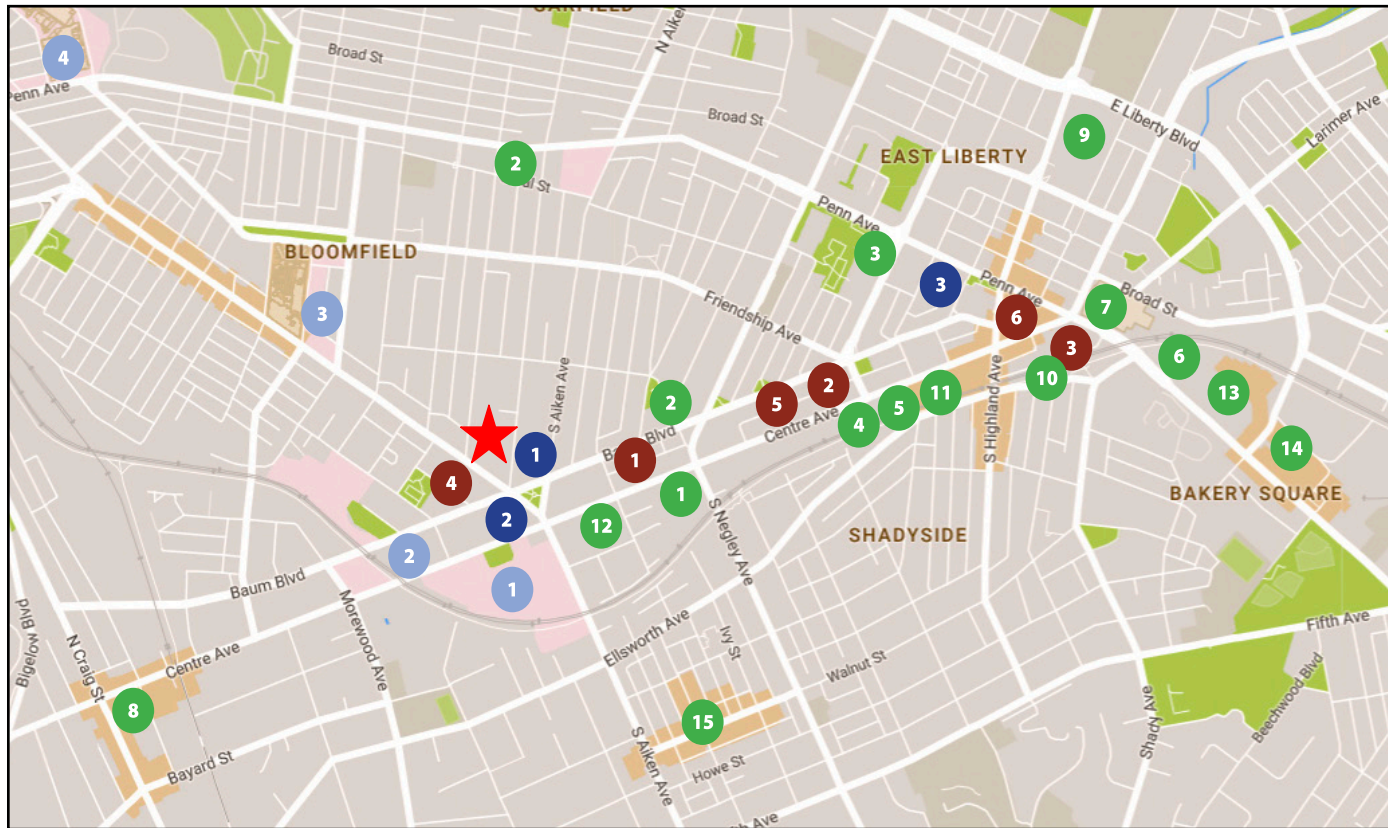 GARFIELD
N Aiken
4
Broad St
Penn Ave
Broad St
E Liberty Blvd
Larimer Ave
9
EAST LIBERTY
2
Penn Ave
BLOOMFIELD
3
3
Penn Ave
Broad St
7
3
Friendship Ave
6
3
6
S Highland Ave
10
13
S Aiken Ave
2
5
2
11
5
4
Centre Ave
Blvd
1
1
4
14
BAKERY SQUARE
1
2
12
S Negley Ave
SHADYSIDE
2
1
Baum Blvd
Morewood Ave
Bigelow Blvd
N Craig St
Centre Ave
Ellsworth Ave
Ivy St
Walnut St
Fifth Ave
Beechwood Blvd
Shady Ave
8
15
S Aiken Ave
Howe St
Bayard St
Ave